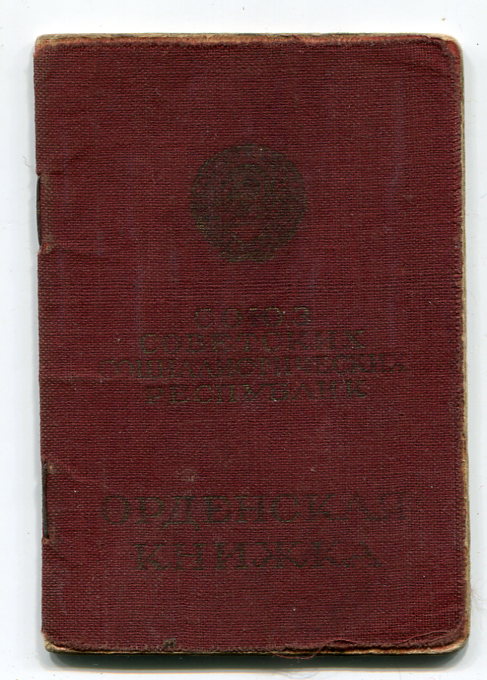 СОЮЗ
СОВЕТСКИХ
СОЦИАЛИСТИЧЕСКИХ
РЕСПУБЛИК
ОРДЕНСКАЯ
КНИЖКА